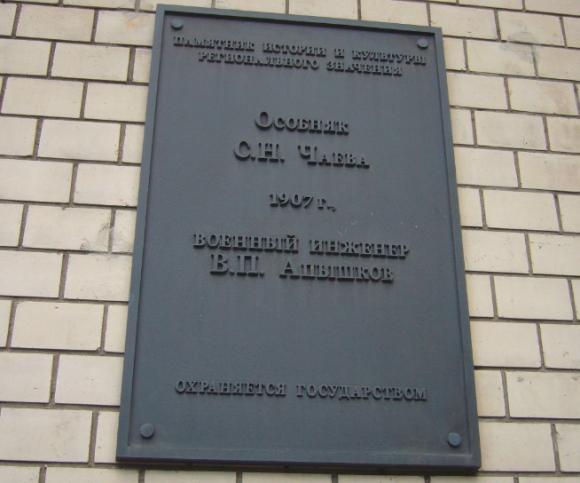 ПАМЯТНИК ИСТОРИИ И КУЛЬТУРЫ
РЕГИОНАЛЬНОГО ЗНАЧЕНИЯ
ОСОБНЯК
С.Н. ЧАЕВА
1907 г.,
ВОЕННЫЙ ИНЖЕНЕР
В.П. АПЫШКОВ
ОХРАНЯЕТСЯ ГОСУДАРСТВОМ